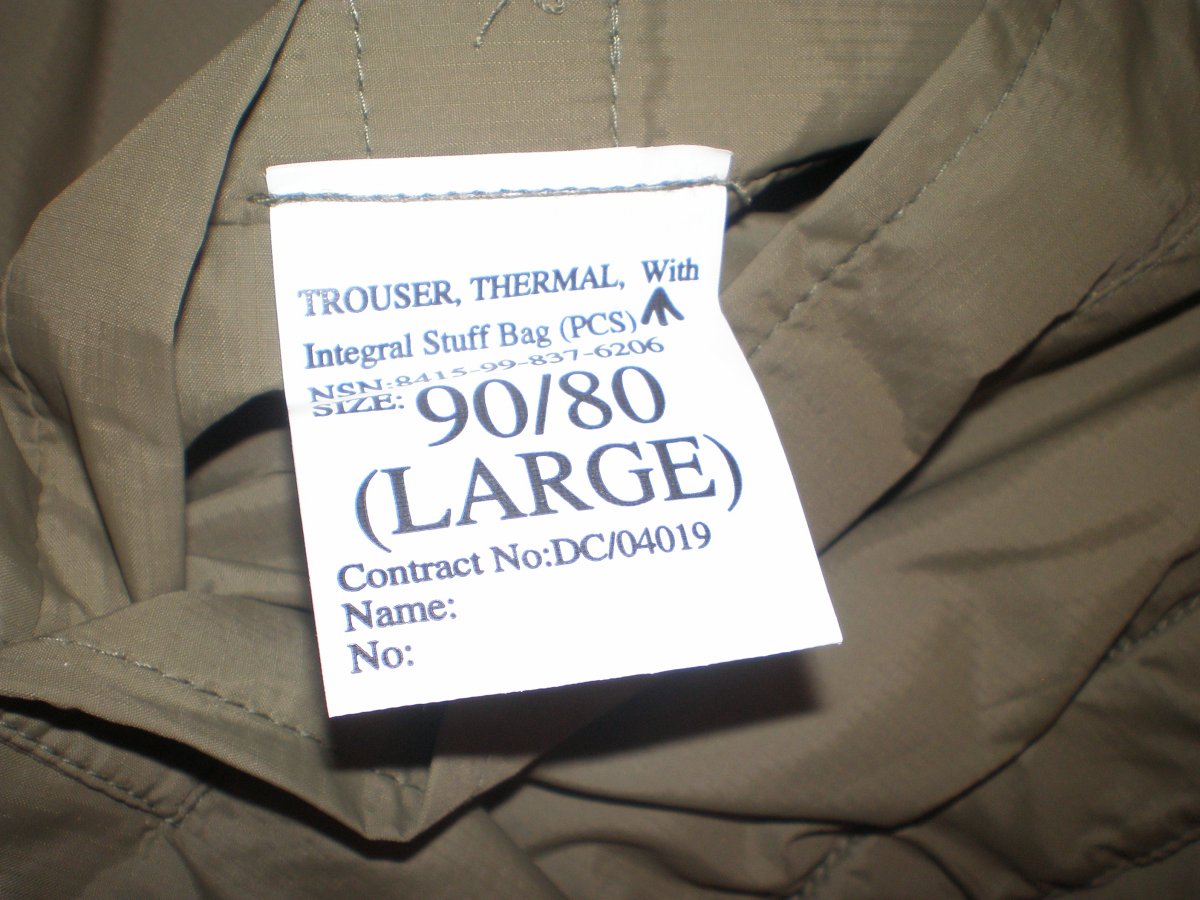 TROUSER, THERMAL, With
Integral Stuff Bag (PCS)
NSN:8415-99-837-6206
SIZE: 90/80
(LARGE)
Contract No:DC/04019
Name:
No: